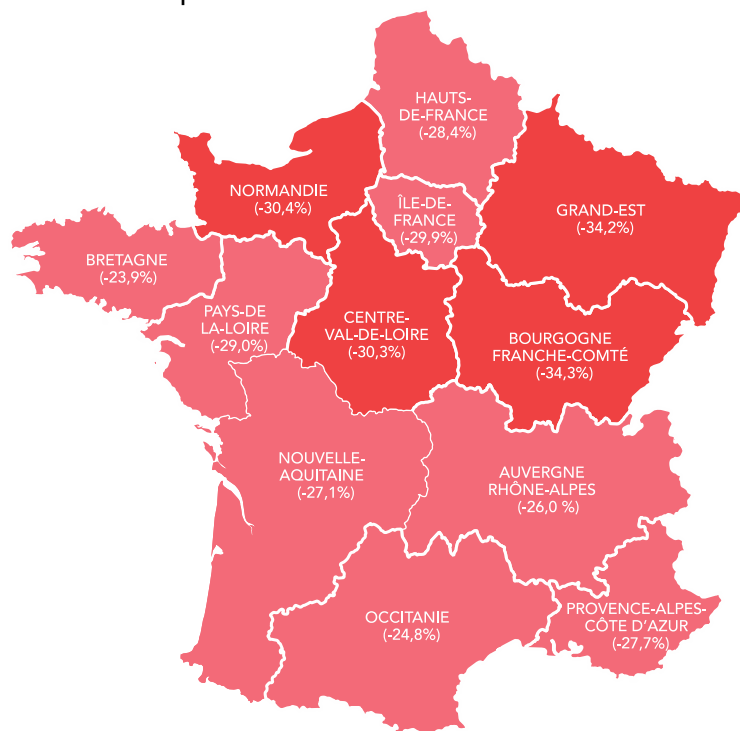 HAUTS-
DE-FRANCE
(-28,4%)
NORMANDIE
(-30,4%)
ÎLE-DE-
FRANCE
(-29,9%)
GRAND-EST
(-34,2%)
BRETAGNE
(-23,9%)
PAYS-DE
LA-LOIRE
(-29,0%)
CENTRE-
VAL-DE-LOIRE
(-30,3%)
BOURGOGNE
FRANCHE-COMTÉ
(-34,3%)
NOUVELLE-
AQUITAINE
(-27,1%)
AUVERGNE
RHÔNE-ALPES
(-26,0 %)
OCCITANIE
(-24,8%)
PROVENCE-ALPES-
CÔTE D'AZUR
(-27,7%)